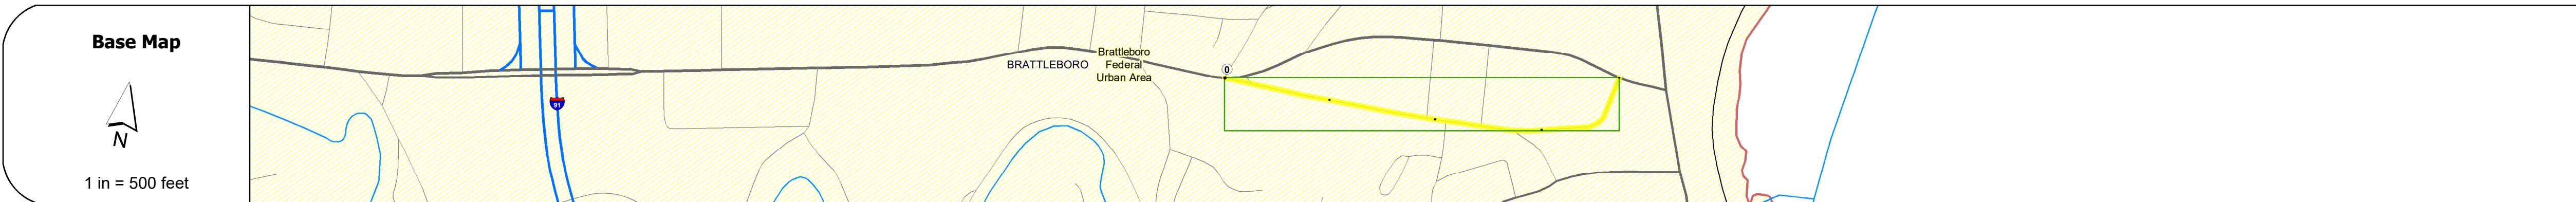 Base Map
N
1 in = 500 feet
91
BRATTLEBORO
Brattleboro
Federal
Urban Area
0